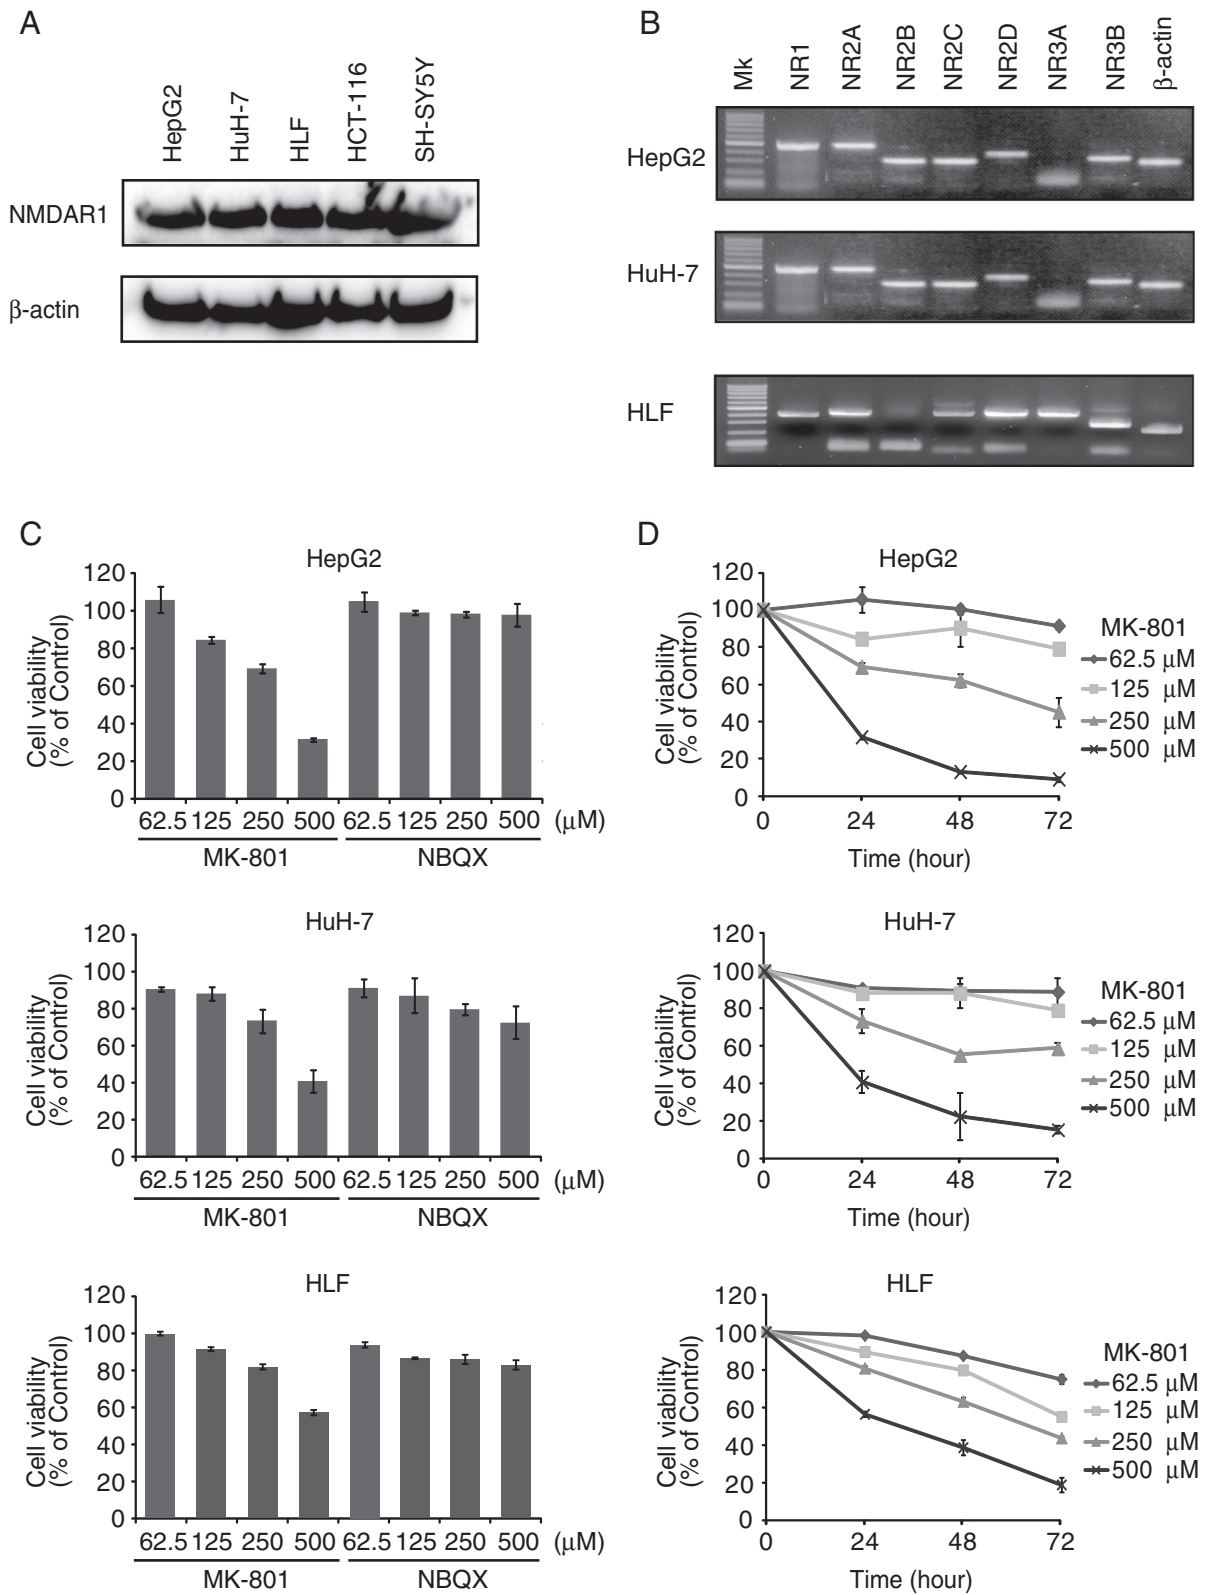 A
HepG2
HuH-7
HLF
HCT-116
SH-SY5Y
NMDAR1
β-actin
B
Mk
NR1
NR2A
NR2B
NR2C
NR2D
NR3A
NR3B
β-actin
HepG2
HuH-7
HLF
C
HepG2
Cell viability
(% of Control)
120
100
80
60
40
20
0
62.5 125 250 500 62.5 125 250 500 (μM)
MK-801 NBQX
HuH-7
Cell viability
(% of Control)
120
100
80
60
40
20
0
62.5 125 250 500 62.5 125 250 500 (μM)
MK-801 NBQX
HLF
Cell viability
(% of Control)
120
100
80
60
40
20
0
62.5 125 250 500 62.5 125 250 500 (μM)
MK-801 NBQX
D
HepG2
Cell viability
(% of Control)
120
100
80
60
40
20
0
0 24 48 72
Time (hour)
MK-801
62.5 μM
125 μM
250 μM
500 μM
HuH-7
Cell viability
(% of Control)
120
100
80
60
40
20
0
0 24 48 72
Time (hour)
MK-801
62.5 μM
125 μM
250 μM
500 μM
HLF
Cell viability
(% of Control)
120
100
80
60
40
20
0
0 24 48 72
Time (hour)
MK-801
62.5 μM
125 μM
250 μM
500 μM